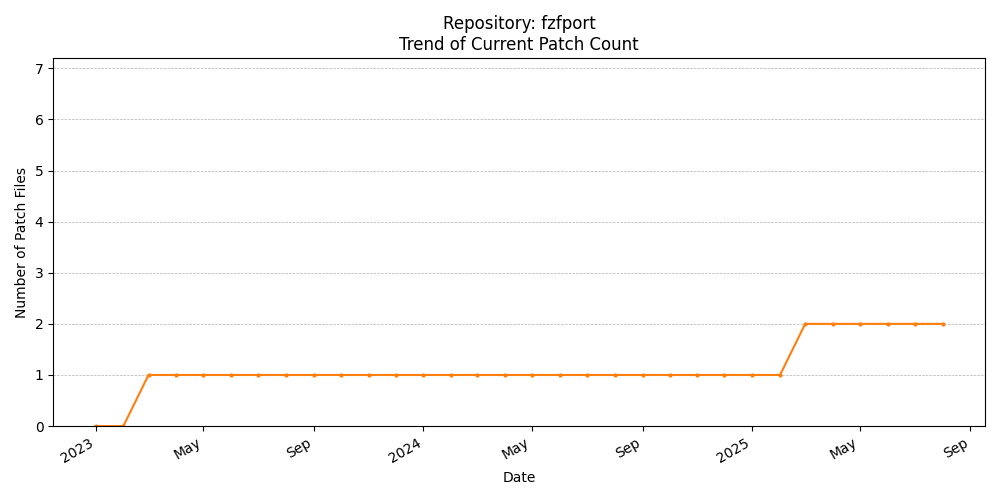 Repository: fzfport
Trend of Current Patch Count
Number of Patch Files
7
6
5
4
3
2
1
0
2023
May
Sep
2024
May
Sep
2025
May
Sep
Date